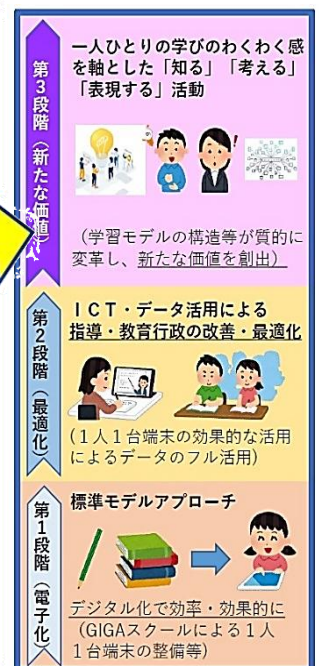 第3段階（新たな価値）
一人ひとりの学びのわくわく感
を軸とした「知る」「考える」
「表現する」活動
（学習モデルの構造等が質的に
変革し、新たな価値を創出）
第2段階（最適化）
ＩＣＴ・データ活用による
指導・教育行政の改善・最適化
(１人１台端末の効果的な活用
によるデータのフル活用)
第1段階（電子化）
標準モデルアプローチ
デジタル化で効率・効果的に
（GIGAスクールによる１人
１台端末の整備等)